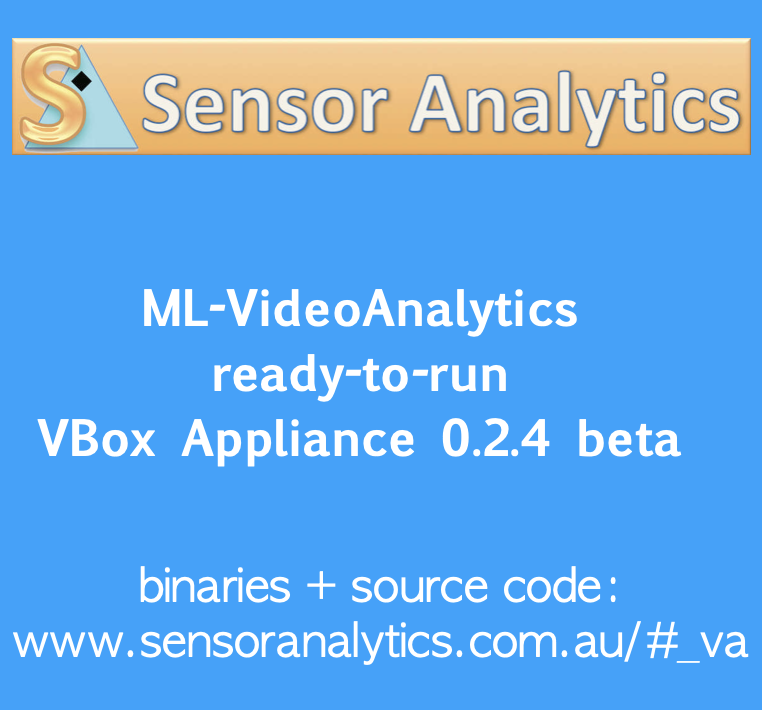 S
Sensor Analytics
ML-VideoAnalytics
ready-to-run
VBox Appliance 0.2.4 beta
binaries + source code:
www.sensoranalytics.com.au/#_va